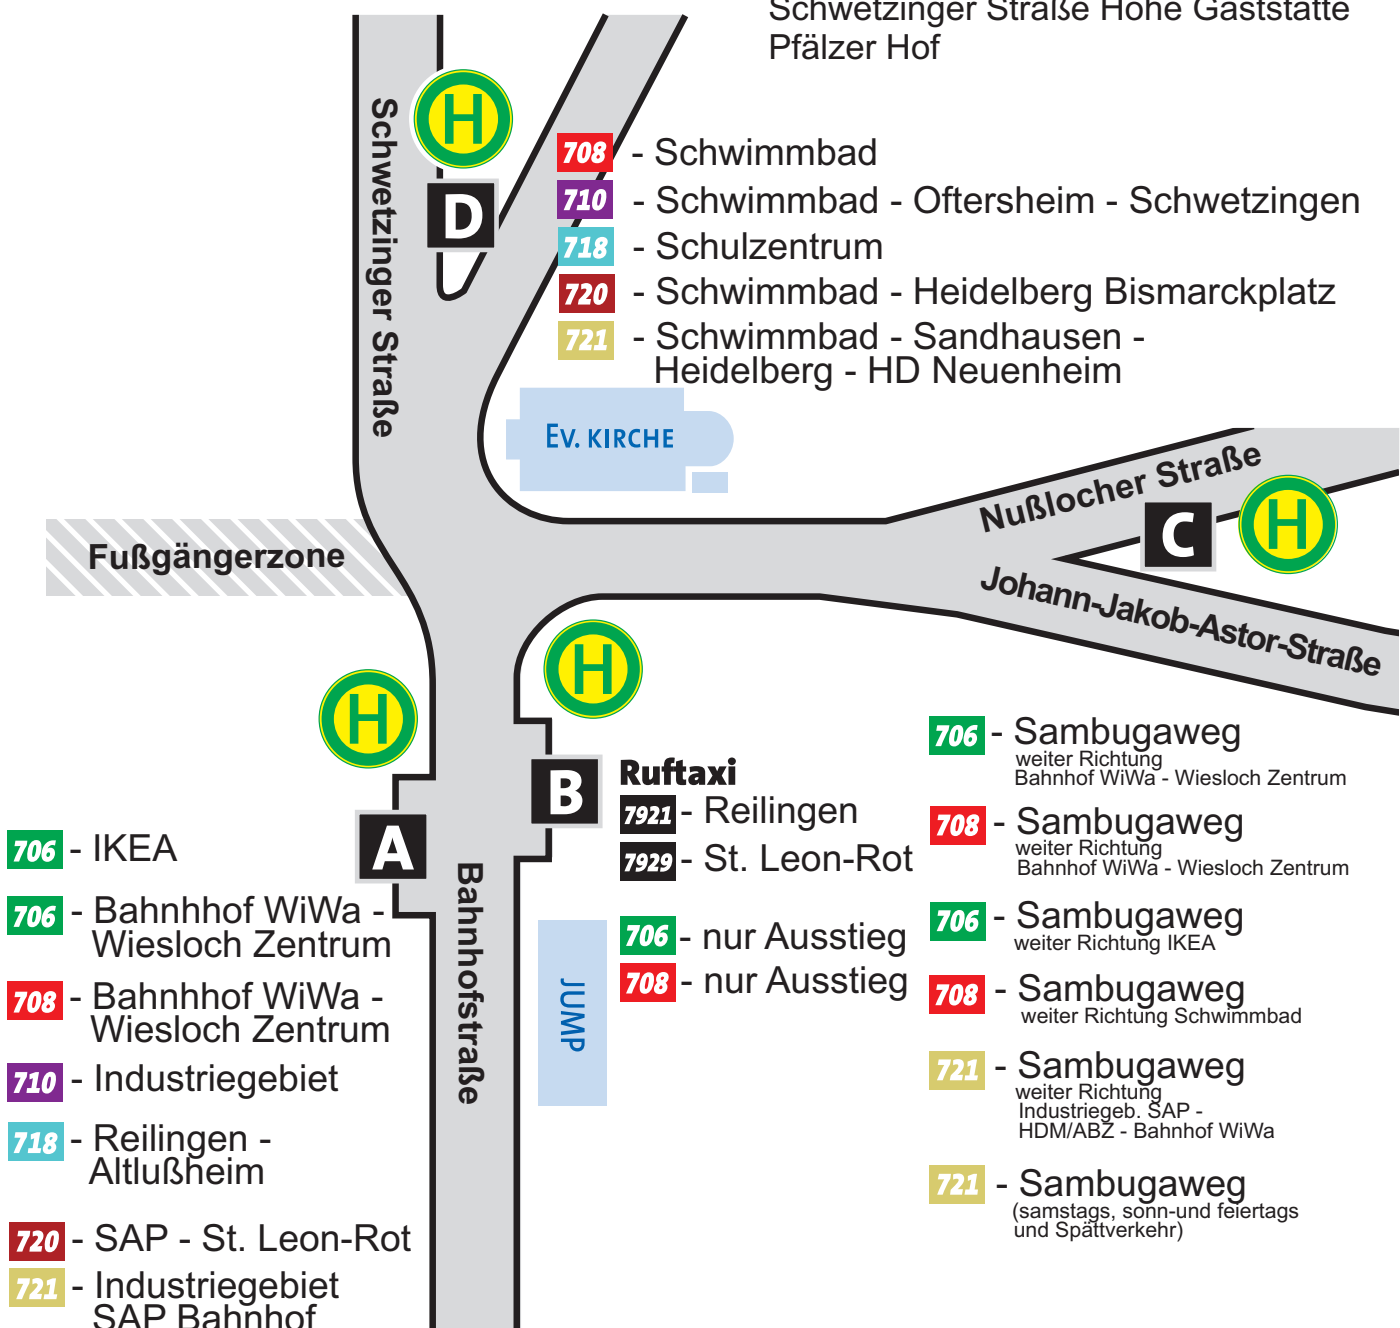 Schwetzinger Straße Höhe Gaststätte
Pfälzer Hof
Schwetzinger Straße
H
D
708 - Schwimmbad
710 - Schwimmbad - Oftersheim - Schwetzingen
718 - Schulzentrum
720 - Schwimmbad - Heidelberg Bismarckplatz
721 - Schwimmbad - Sandhausen -
Heidelberg - HD Neuenheim
EV. KIRCHE
Nußlocher Straße
C
H
Johann-Jakob-Astor-Straße
Fußgängerzone
H
H
A
B
Bahnhofstraße
JUMP
706 - IKEA
706 - Bahnhhof WiWa -
Wiesloch Zentrum
708 - Bahnhhof WiWa -
Wiesloch Zentrum
710 - Industriegebiet
718 - Reilingen -
Altlußheim
720 - SAP - St. Leon-Rot
721 - Industriegebiet
SAP Bahnhof
Ruftaxi
7921 - Reilingen
7929 - St. Leon-Rot
706 - nur Ausstieg
708 - nur Ausstieg
706 - Sambugaweg
weiter Richtung
Bahnhof WiWa - Wiesloch Zentrum
708 - Sambugaweg
weiter Richtung
Bahnhof WiWa - Wiesloch Zentrum
706 - Sambugaweg
weiter Richtung IKEA
708 - Sambugaweg
weiter Richtung Schwimmbad
721 - Sambugaweg
weiter Richtung
Industriegeb. SAP -
HDM/ABZ - Bahnhof WiWa
721 - Sambugaweg
(samstags, sonn-und feiertags
und Spättverkehr)